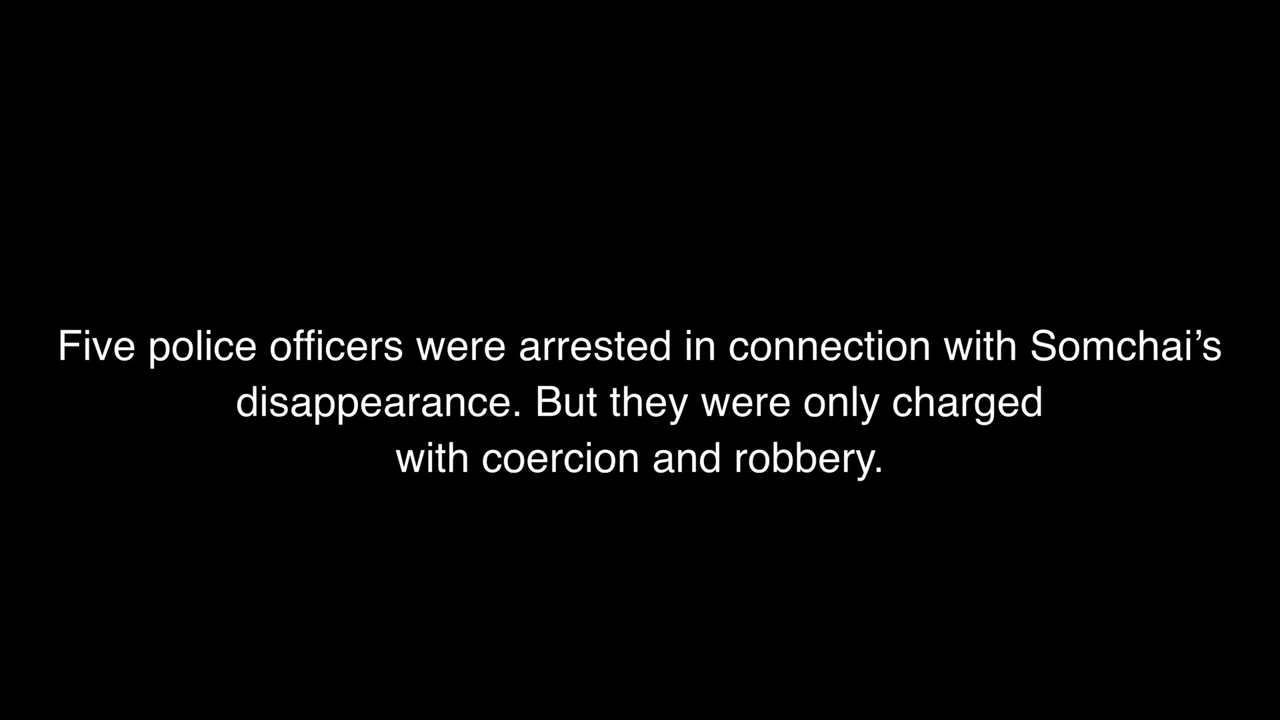 Five police officers were arrested in connection with Somchai’s
disappearance. But they were only charged
with coercion and robbery.